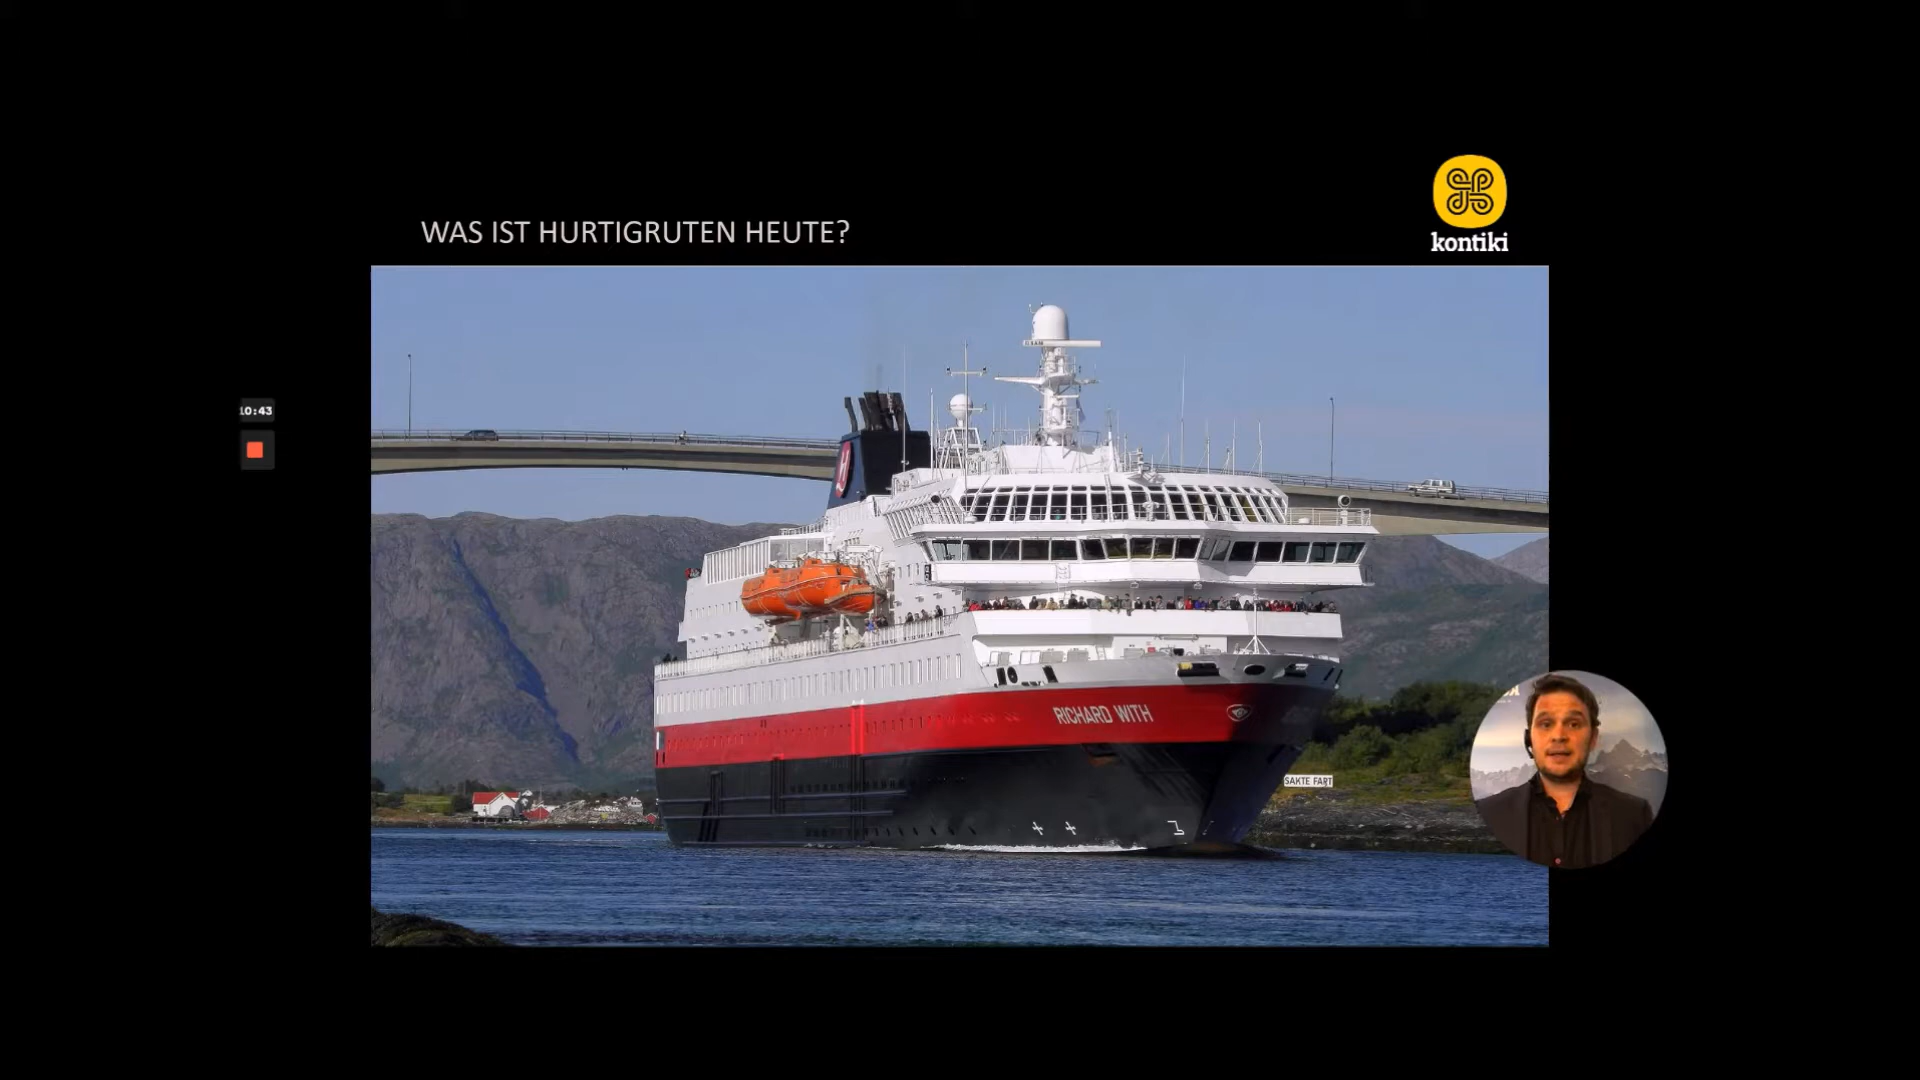 kontiki
WAS IST HURTIGRUTEN HEUTE?
10:43
RICHARD WITH
SAKTE FART